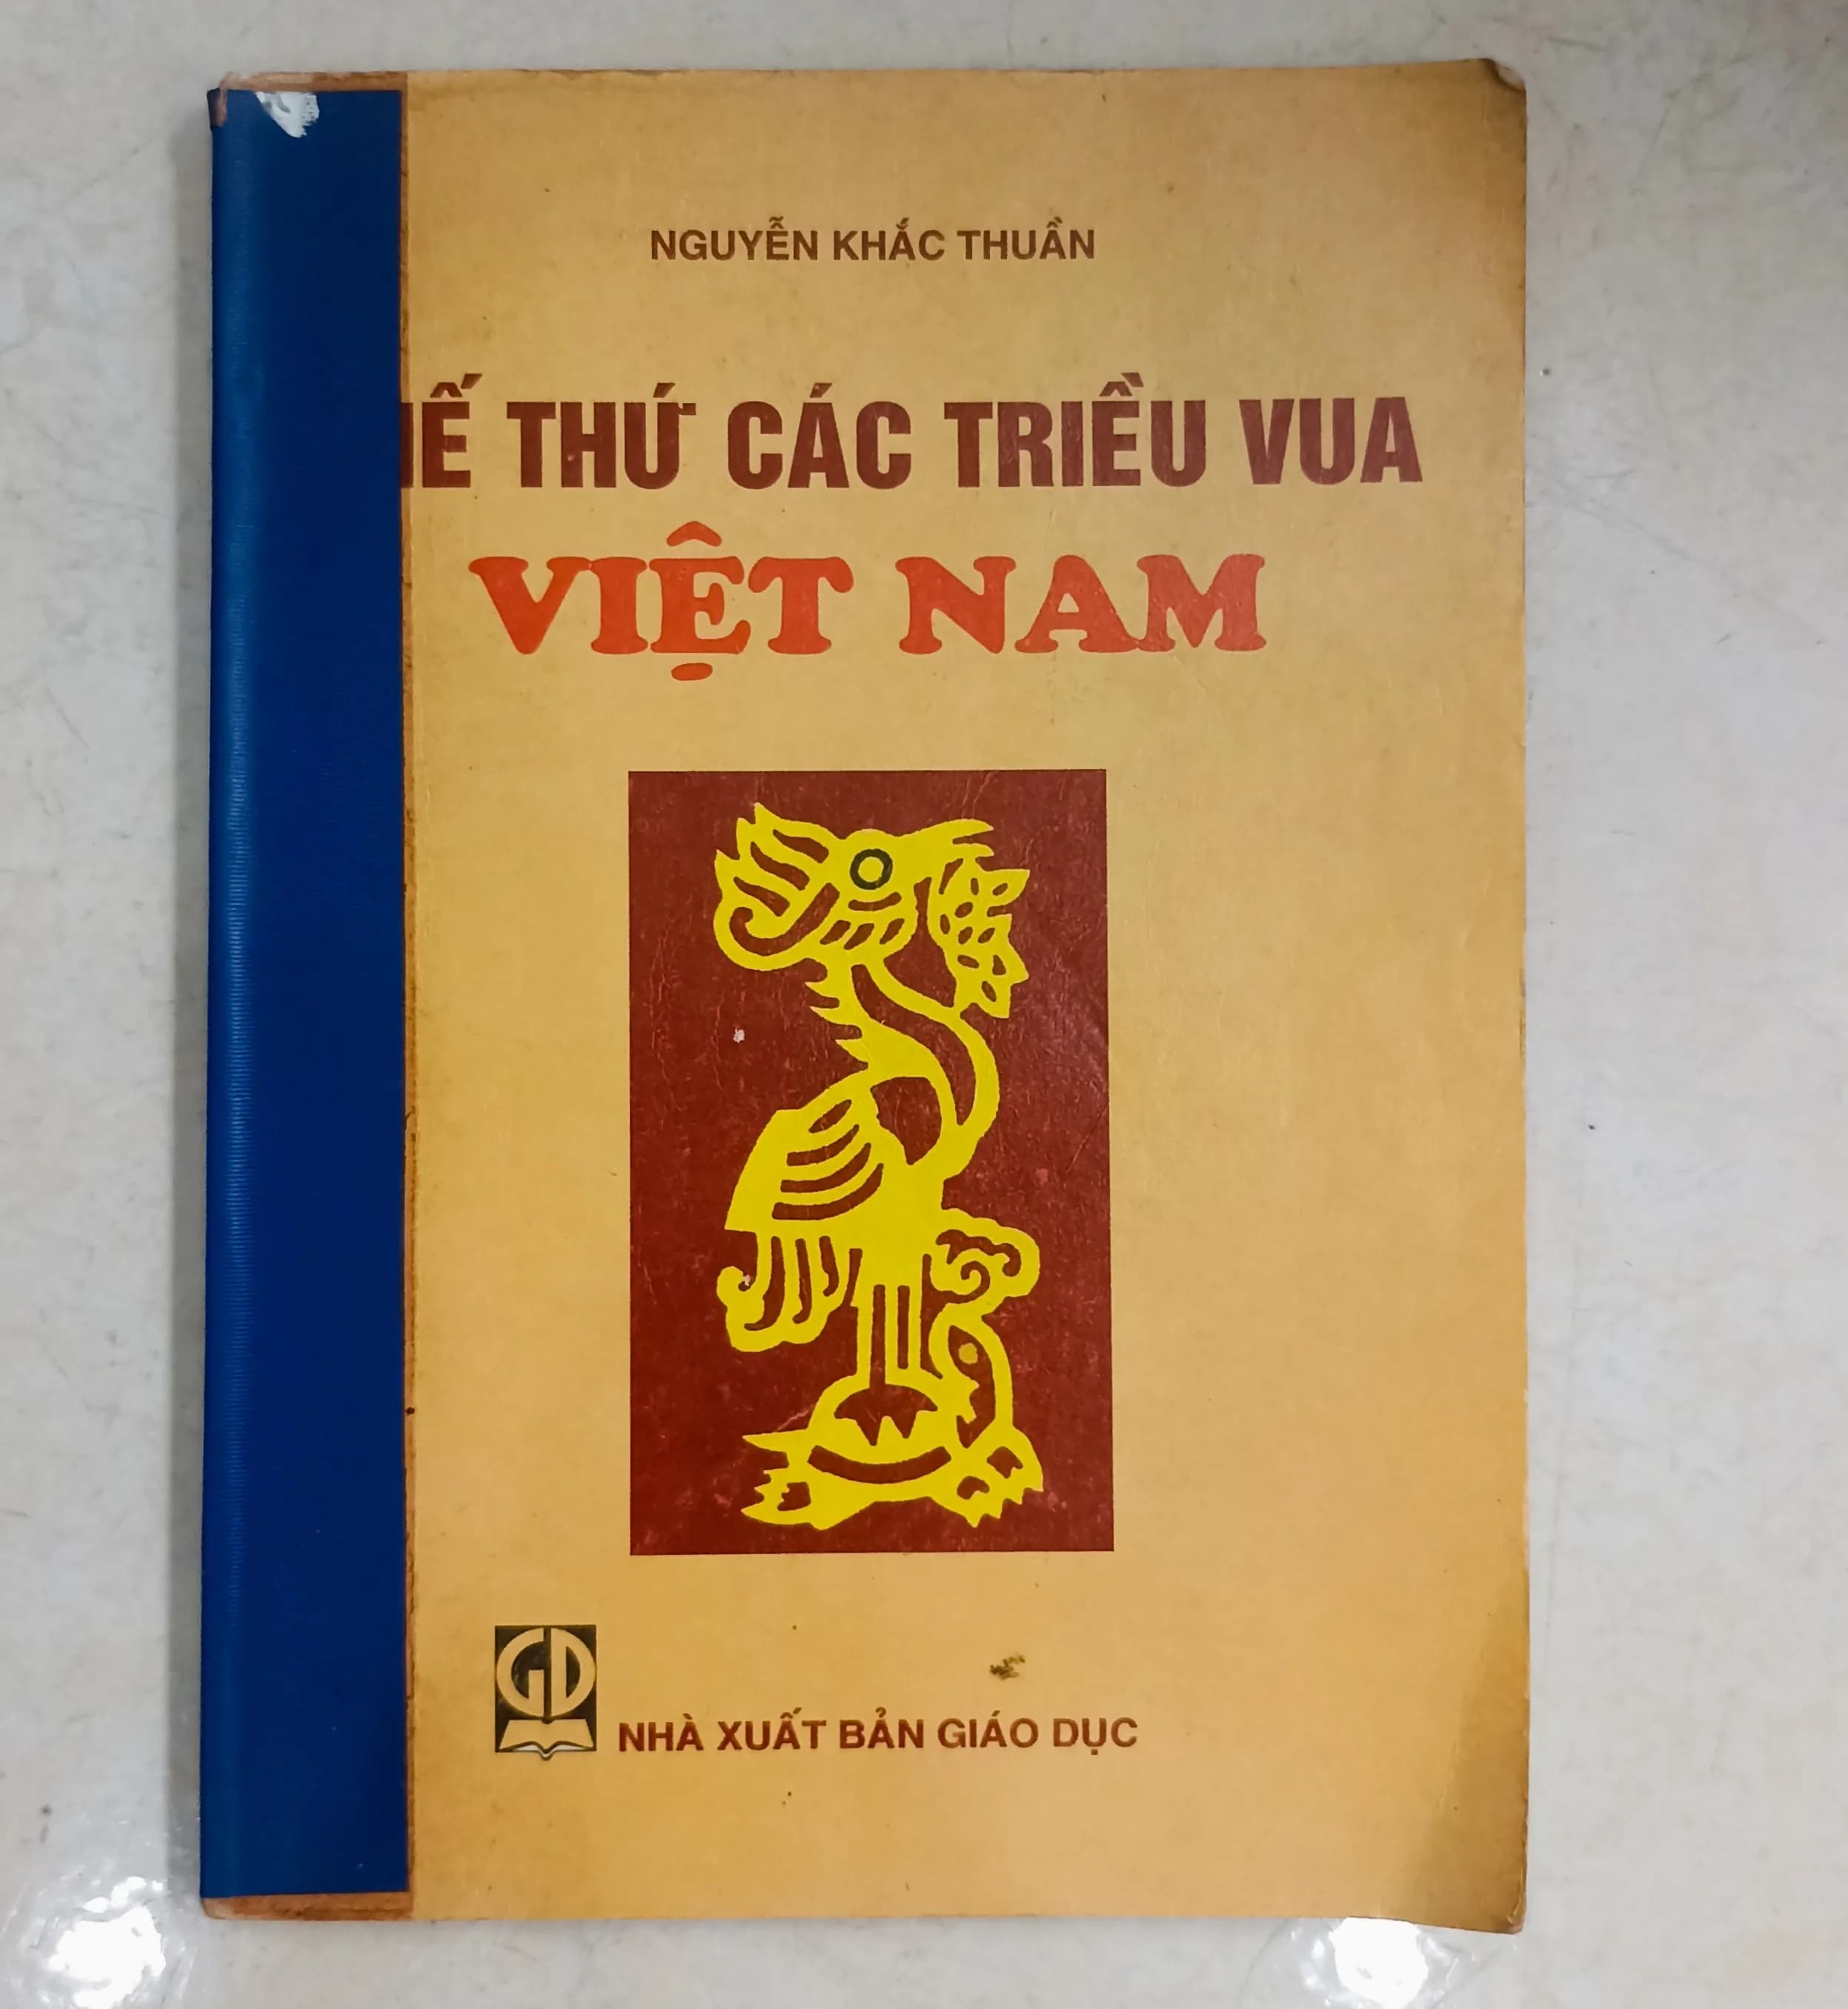 NGUYỄN KHẮC THUẦN
THỨ CÁC TRIỀU VUA
VIỆT NAM
GD
NHÀ XUẤT BẢN GIÁO DỤC